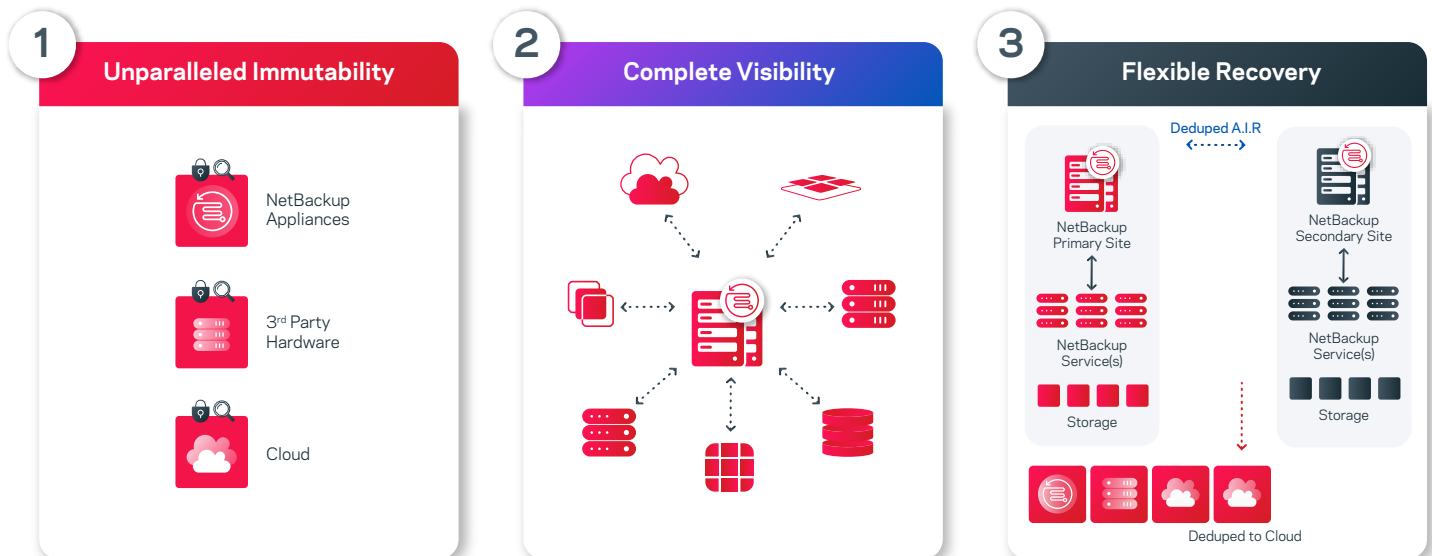 1
Unparalleled Immutability
NetBackup
Appliances
3rd Party
Hardware
Cloud
2
Complete Visibility
3
Flexible Recovery
Deduped A.I.R
NetBackup
Primary Site
NetBackup
Service(s)
Storage
NetBackup
Secondary Site
NetBackup
Service(s)
Storage
Deduped to Cloud